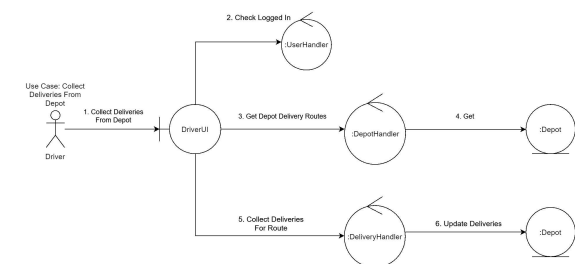 2. Check Logged In
:UserHandler
Use Case: Collect
Deliveries From
Depot
1. Collect Deliveries
From Depot
Driver
DriverUI
3. Get Depot Delivery Routes
:DepotHandler
4. Get
:Depot
5. Collect Deliveries
For Route
:DeliveryHandler
6. Update Deliveries
:Depot